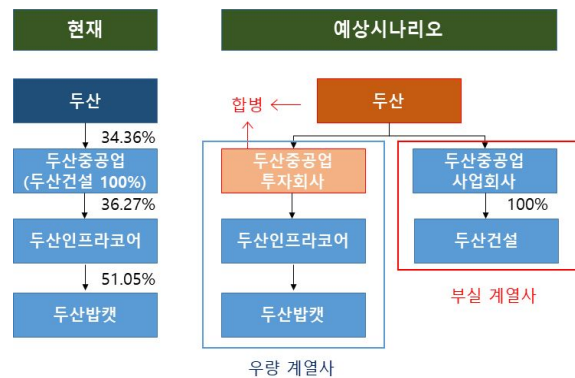 현재
예상시나리오
두산
34.36%
두산중공업
(두산건설 100%)
36.27%
두산인프라코어
51.05%
두산밥캣
합병
두산
두산중공업
투자회사
두산인프라코어
두산밥캣
우량 계열사
두산중공업
사업회사
100%
두산건설
부실 계열사